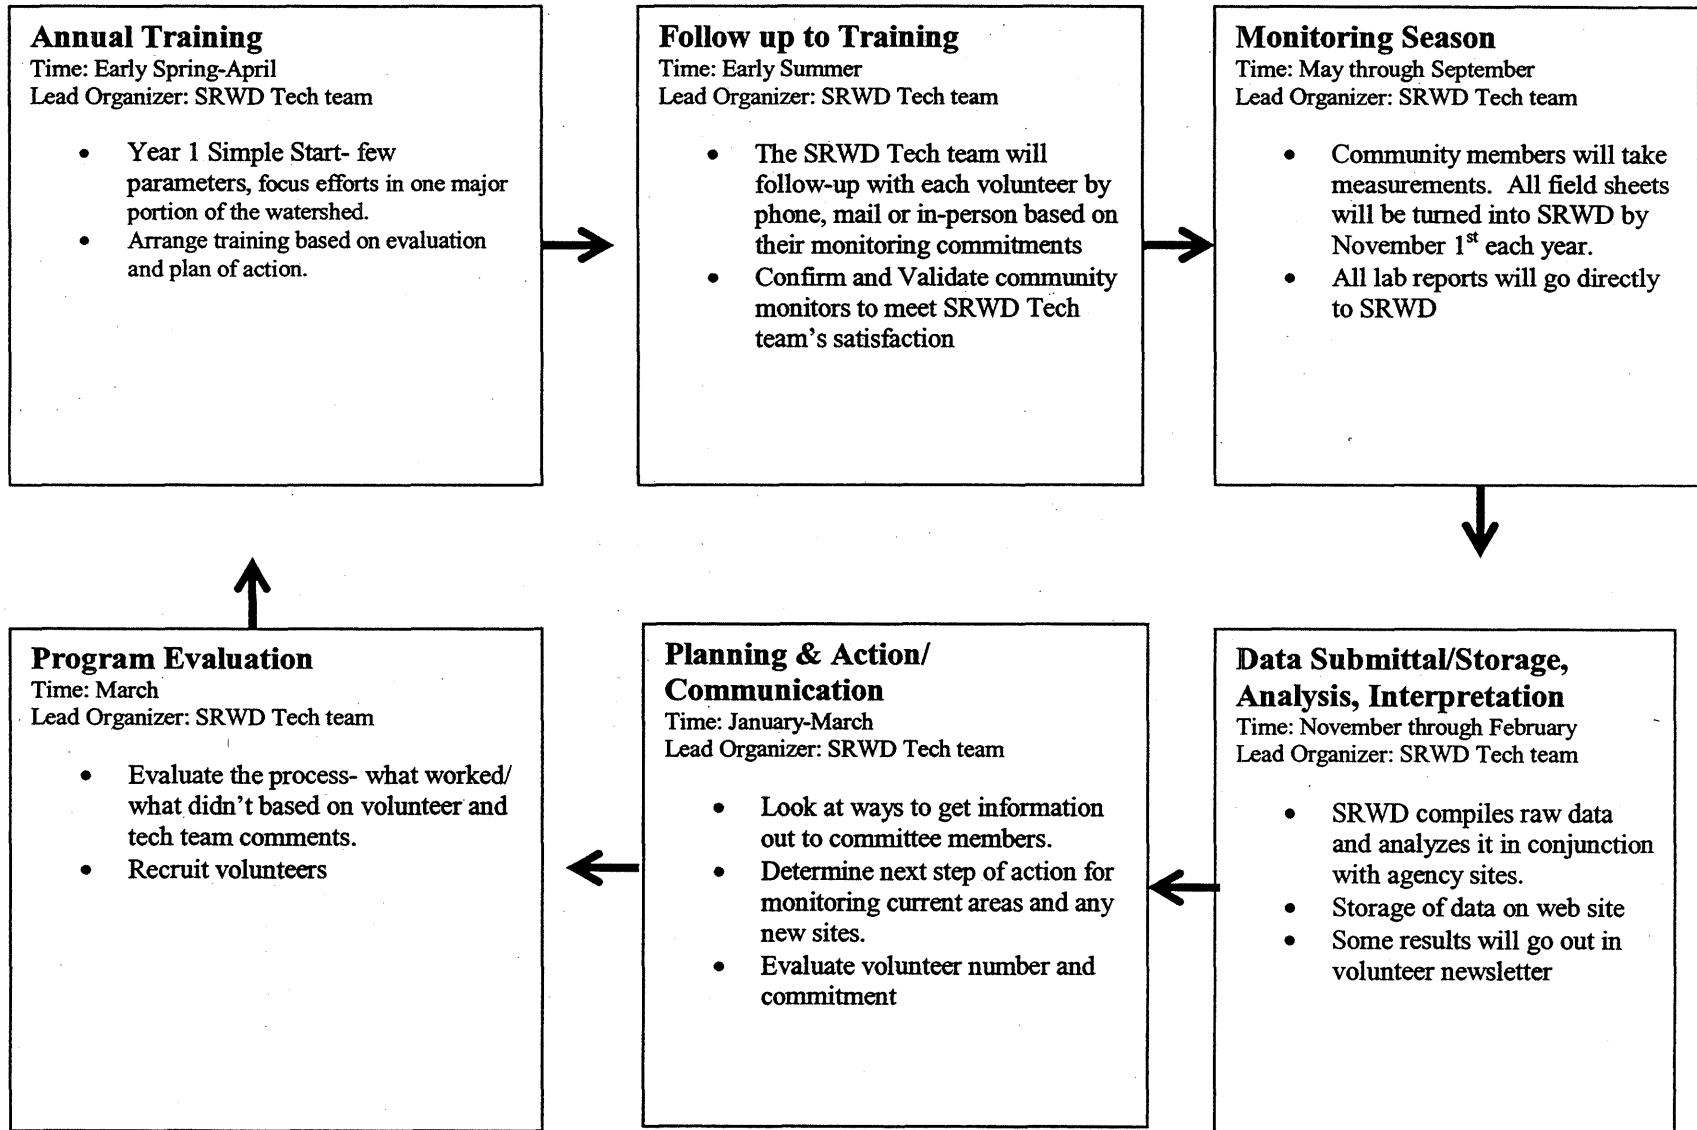 Annual Training
Time: Early Spring-April
Lead Organizer: SRWD Tech team
• Year 1 Simple Start- few
parameters, focus efforts in one major
portion of the watershed.
• Arrange training based on evaluation
and plan of action.
Follow up to Training
Time: Early Summer
Lead Organizer: SRWD Tech team
• The SRWD Tech team will
follow-up with each volunteer by
phone, mail or in-person based on
their monitoring commitments
• Confirm and Validate community
monitors to meet SRWD Tech
team's satisfaction
Monitoring Season
Time: May through September
Lead Organizer: SRWD Tech team
• Community members will take
measurements. All field sheets
will be turned into SRWD by
November 1st each year.
• All lab reports will go directly
to SRWD
Data Submittal/Storage,
Analysis, Interpretation
Time: November through February
Lead Organizer: SRWD Tech team
• SRWD compiles raw data
and analyzes it in conjunction
with agency sites.
• Storage of data on web site
• Some results will go out in
volunteer newsletter
Planning & Action/
Communication
Time: January-March
Lead Organizer: SRWD Tech team
• Look at ways to get information
out to committee members.
• Determine next step of action for
monitoring current areas and any
new sites.
• Evaluate volunteer number and
commitment
Program Evaluation
Time: March
Lead Organizer: SRWD Tech team
• Evaluate the process- what worked/
what didn't based on volunteer and
tech team comments.
• Recruit volunteers